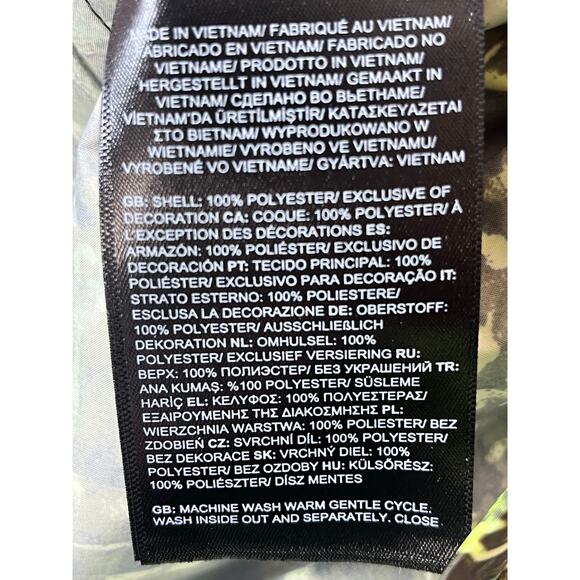 MADE IN VIETNAM/ FABRIQUÉ AU VIETNAM/
FABRICADO EN VIETNAM/ FABRICADO NO
VIETNAME/ PRODOTTO IN VIETNAM/
HERGESTELLT IN VIETNAM/ GEMAAKT IN
VIETNAM/ СДЕЛАНО ВО ВЬЕТНАМЕ/
VİETNAM'DA ÜRETİLMİŞTİR/ ΚΑΤΑΣΚΕΥΑΖΕΤΑΙ
ΣΤΟ ΒΙΕΤΝΑΜ/ WYPRODUKOWANO W
WIETNAMIE/ VYROBENO VE VIETNAMU/
VYROBENÉ VO VIETNAME/ GYÁRTVA: VIETNAM
GB: SHELL: 100% POLYESTER/ EXCLUSIVE OF
DECORATION CA: COQUE: 100% POLYESTER/ À
L'EXCEPTION DES DÉCORATIONS ES:
ARMAZÓN: 100% POLIÉSTER/ EXCLUSIVO DE
DECORACIÓN PT: TECIDO PRINCIPAL: 100%
POLIÉSTER/ EXCLUSIVO PARA DECORAÇÃO IT:
STRATO ESTERNO: 100% POLIESTERE/
ESCLUSA LA DECORAZIONE DE: OBERSTOFF:
100% POLYESTER/ AUSSCHLIEßLICH
DEKORATION NL: OMHULSEL: 100%
POLYESTER/ EXCLUSIEF VERSIERING RU:
ВЕРХ: 100% ПОЛИЭСТЕР/ БЕЗ УКРАШЕНИЙ TR:
ANA KUMAŞ: %100 POLYESTER/ SÜSLEME
HARİÇ EL: ΚΕΛΥΦΟΣ: 100% ΠΟΛΥΕΣΤΕΡΑΣ/
ΕΞΑΙΡΟΥΜΕΝΗΣ ΤΗΣ ΔΙΑΚΟΣΜΗΣΗΣ PL:
WIERZCHNIA WARSTWA: 100% POLIESTER/ BEZ
ZDOBIEŃ CZ: SVRCHNÍ DÍL: 100% POLYESTER/
BEZ DEKORACE SK: VRCHNÝ DIEL: 100%
POLYESTER/ BEZ OZDOBY HU: KÜLSŐRÉSZ:
100% POLIÉSZTER/ DÍSZ MENTES
GB: MACHINE WASH WARM GENTLE CYCLE,
WASH INSIDE OUT AND SEPARATELY, CLOSE